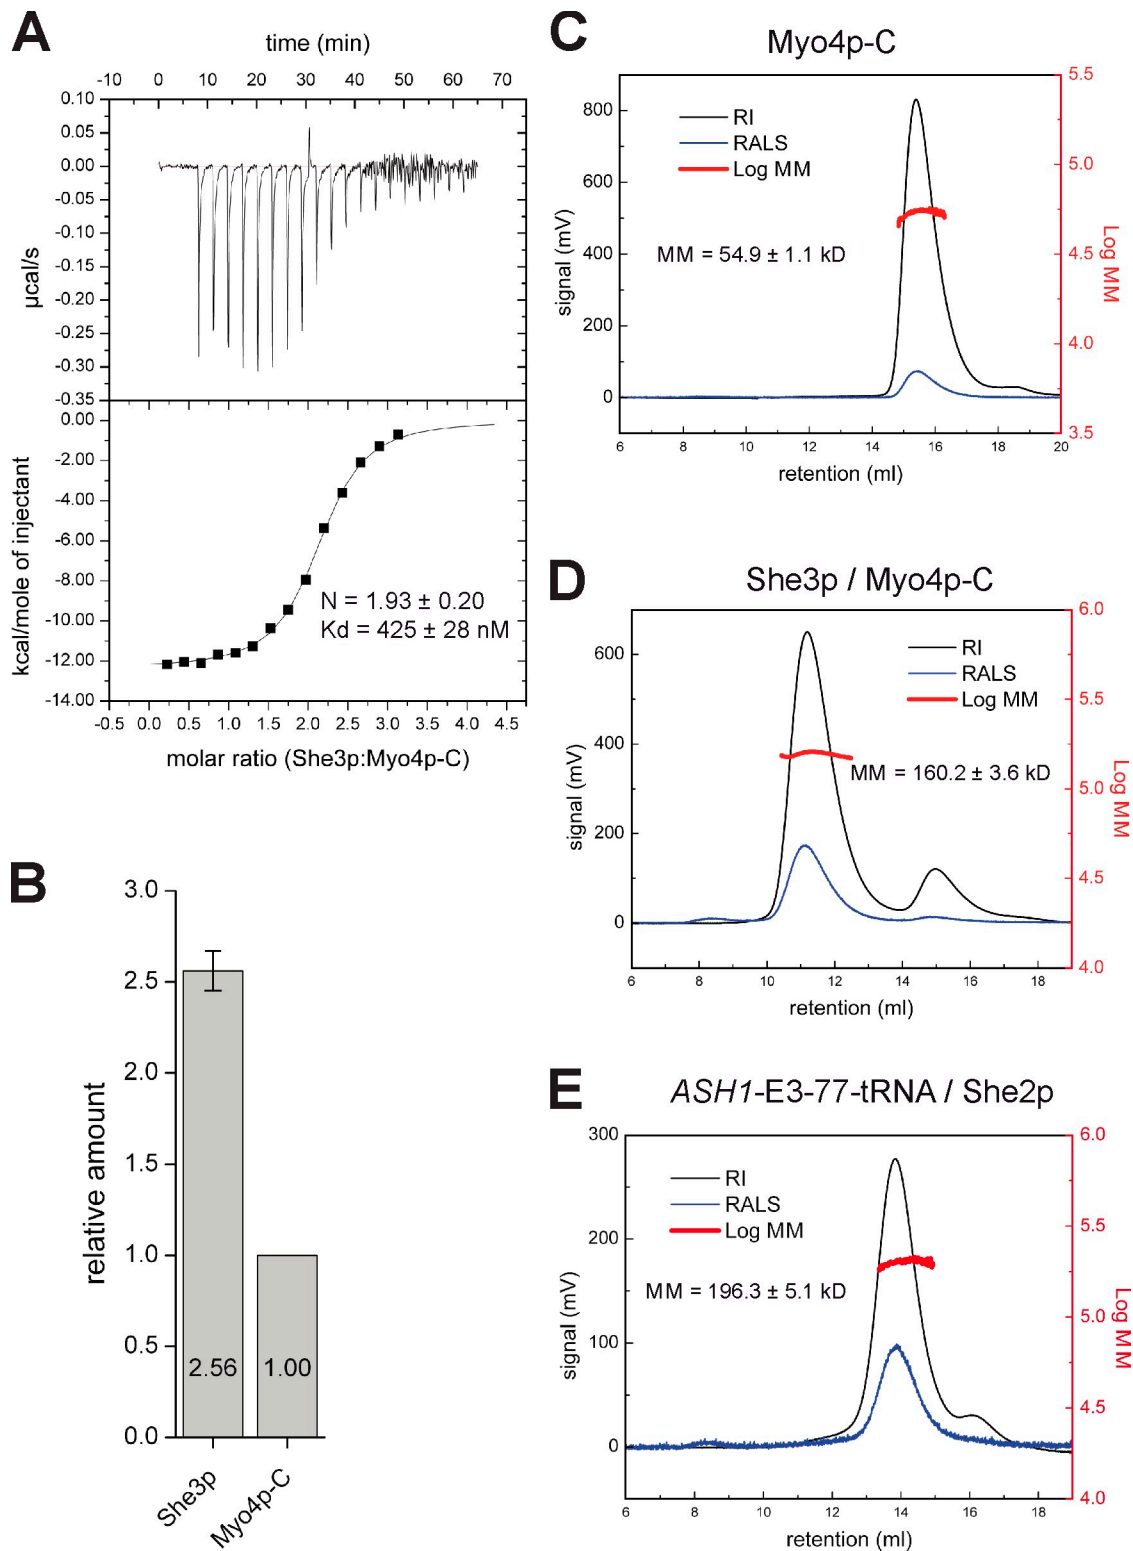 A
time (min)
-10 0 10 20 30 40 50 60 70
0.10
0.05
0.00
-0.05
-0.10
-0.15
-0.20
-0.25
-0.30
-0.35
µcal/s
0.00
-2.00
-4.00
-6.00
-8.00
-10.00
-12.00
-14.00
kcal/mole of injectant
N = 1.93 ± 0.20
Kd = 425 ± 28 nM
-0.5 0.0 0.5 1.0 1.5 2.0 2.5 3.0 3.5 4.0 4.5
molar ratio (She3p:Myo4p-C)
B
3.0
2.5
2.0
1.5
1.0
0.5
0.0
relative amount
2.56 1.00
She3p
Myo4p-C
C
Myo4p-C
RI
RALS
Log MM
MM = 54.9 ± 1.1 kD
800
600
400
200
0
signal (mV)
5.5
5.0
4.5
4.0
3.5
Log MM
6 8 10 12 14 16 18 20
retention (ml)
D
She3p / Myo4p-C
RI
RALS
Log MM
MM = 160.2 ± 3.6 kD
600
400
200
0
signal (mV)
6.0
5.5
5.0
4.5
4.0
Log MM
6 8 10 12 14 16 18
retention (ml)
E
ASH1-E3-77-tRNA / She2p
RI
RALS
Log MM
MM = 196.3 ± 5.1 kD
300
200
100
0
signal (mV)
6.0
5.5
5.0
4.5
4.0
Log MM
6 8 10 12 14 16 18
retention (ml)